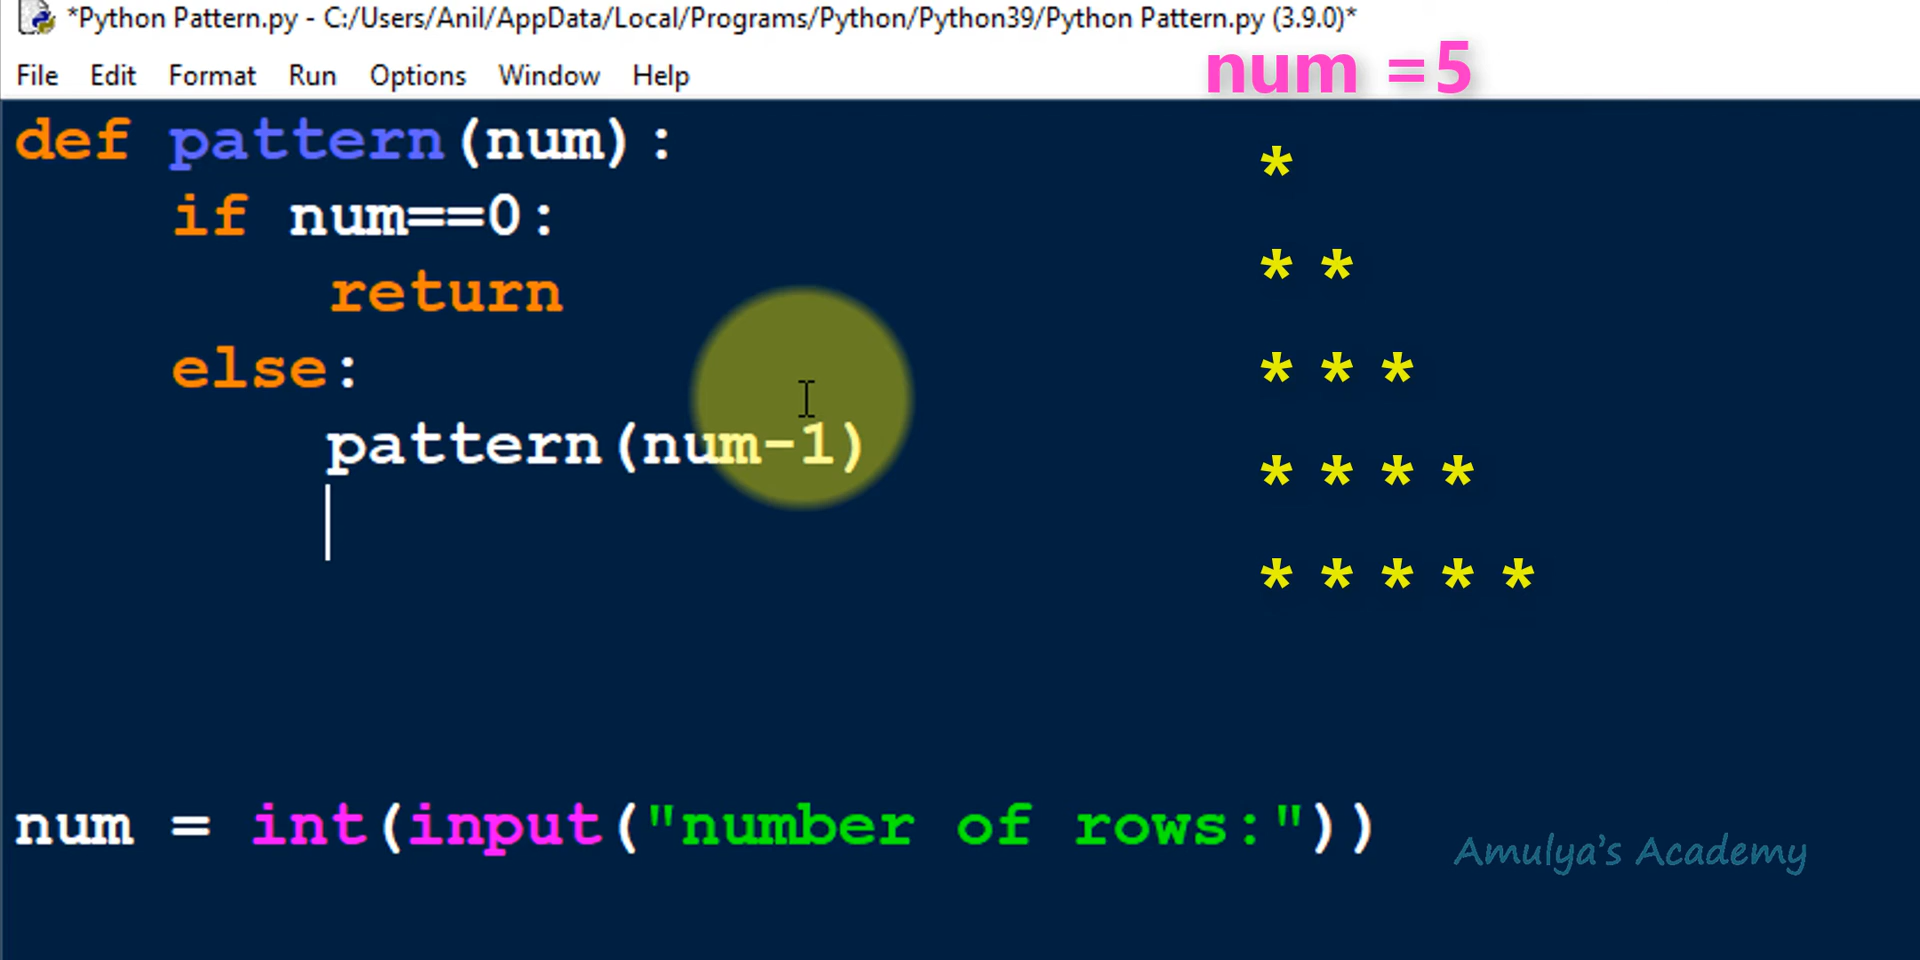 *Python Pattern.py - C:/Users/Anil/AppData/Local/Programs/Python/Python39/Python Pattern.py (3.9.0)*
File Edit Format Run Options Window Help
num =5
def pattern(num):
    if num==0:
        return
    else:
        pattern(num-1)
*
* *
* * *
* * * *
* * * * *
num = int(input("number of rows:"))
Amulya's Academy